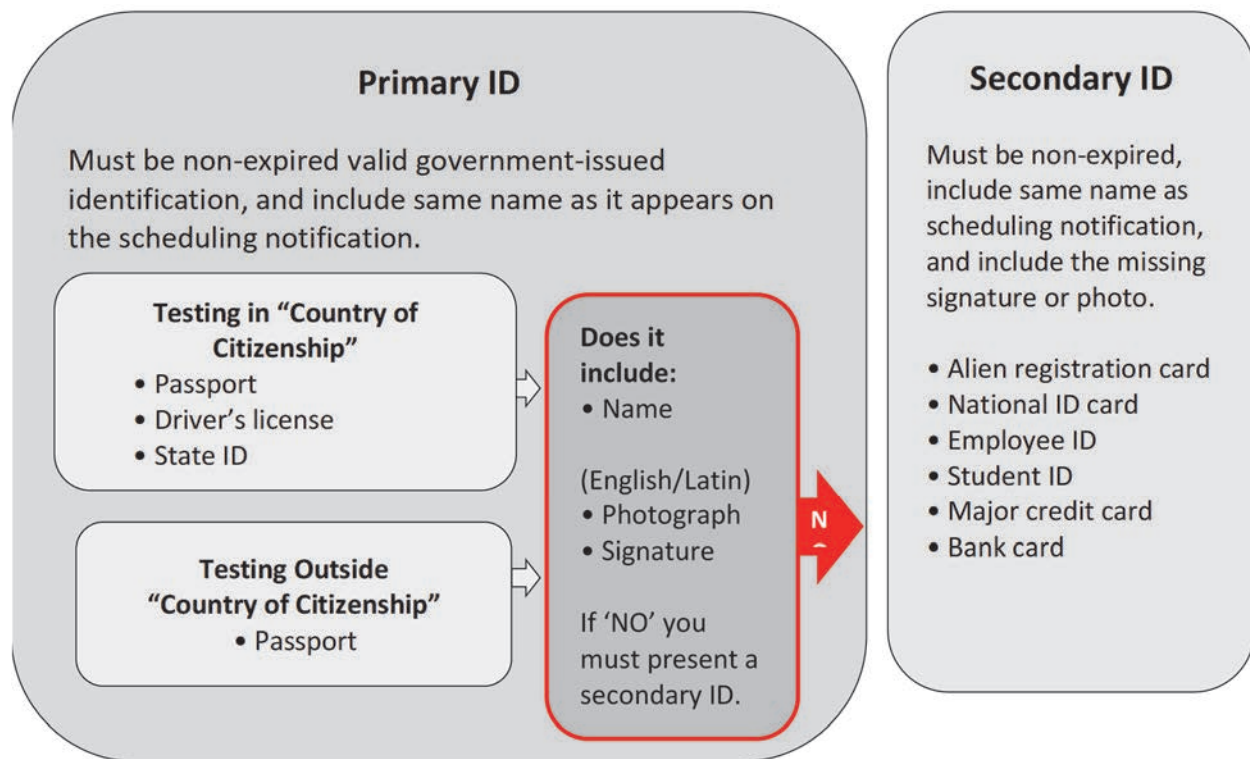 Primary ID
Must be non-expired valid government-issued
identification, and include same name as it appears on
the scheduling notification.
Testing in “Country of
Citizenship”
• Passport
• Driver’s license
• State ID
Testing Outside
“Country of Citizenship”
• Passport
Does it
include:
• Name
(English/Latin)
• Photograph
• Signature
If ‘NO’ you
must present a
secondary ID.
N
Secondary ID
Must be non-expired,
include same name as
scheduling notification,
and include the missing
signature or photo.
• Alien registration card
• National ID card
• Employee ID
• Student ID
• Major credit card
• Bank card